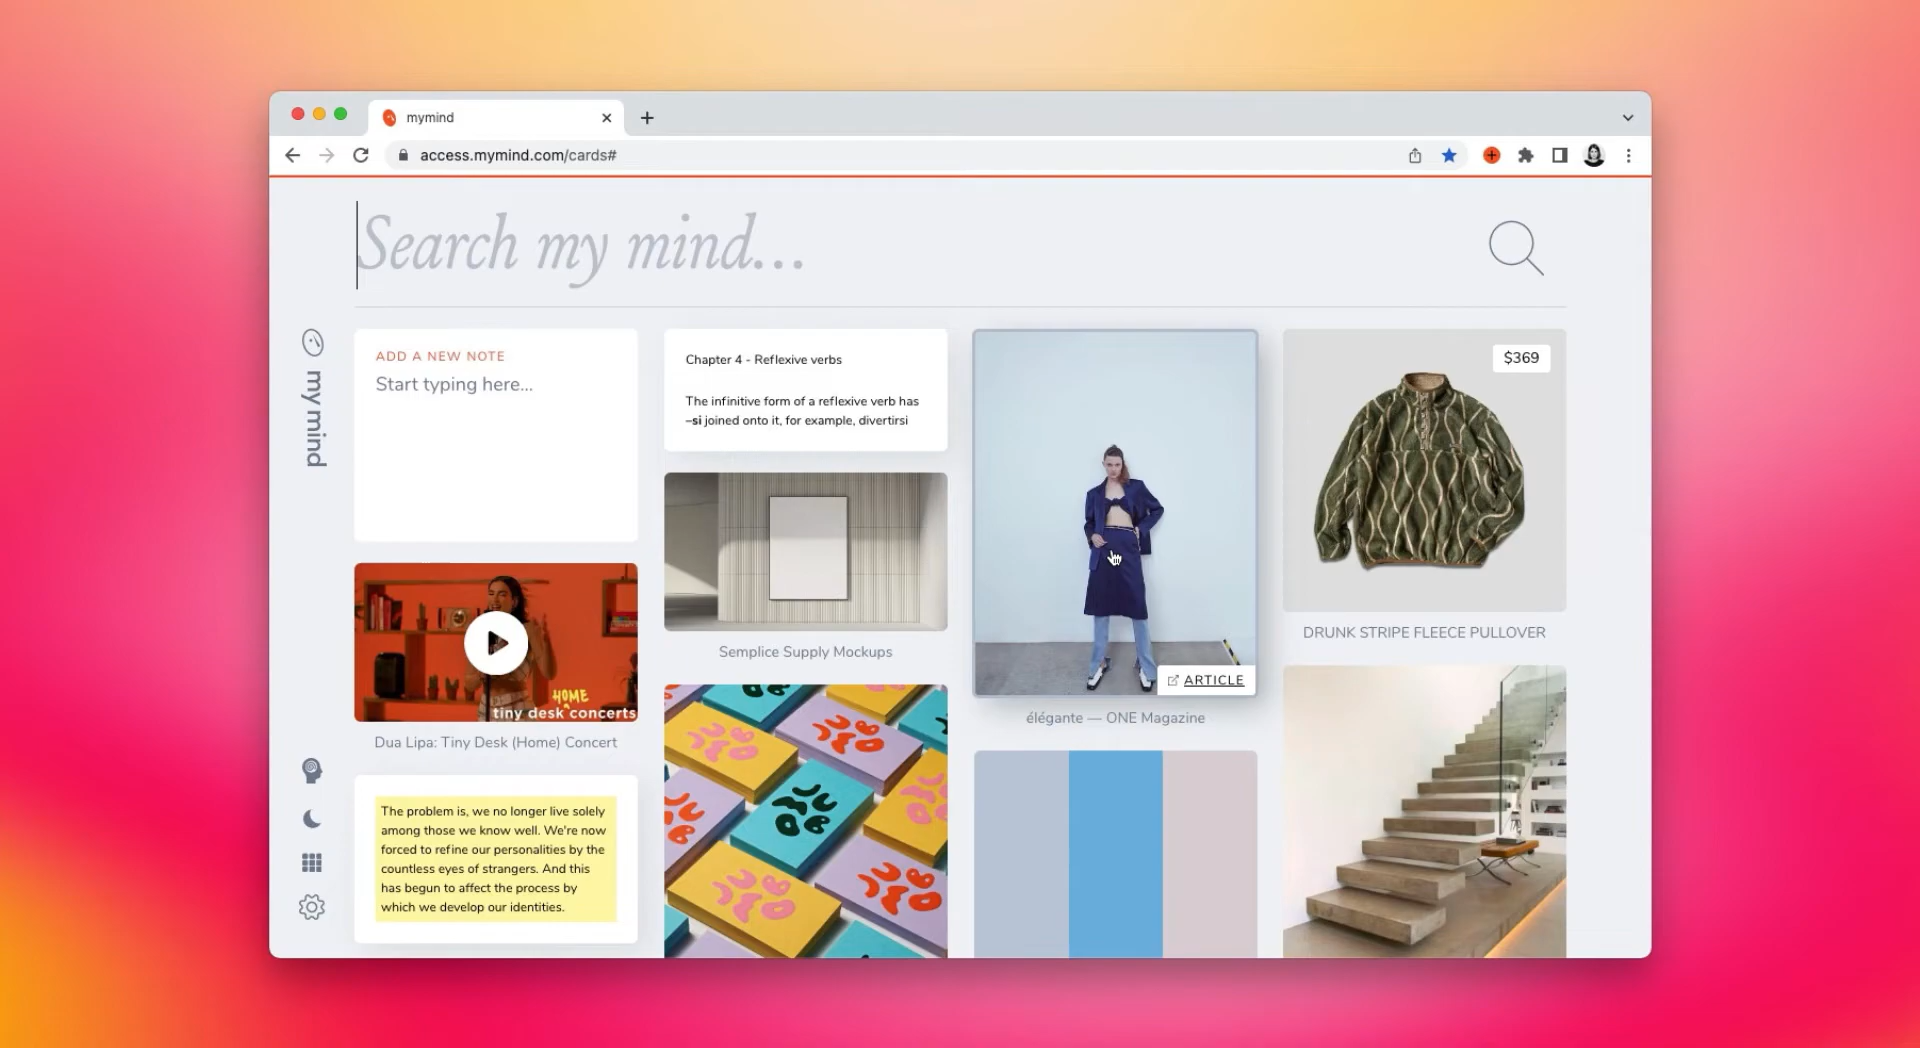 mymind
access.mymind.com/cards#
Search my mind...
my mind
ADD A NEW NOTE
Start typing here...
HOME
tiny desk concerts
Dua Lipa: Tiny Desk (Home) Concert
The problem is, we no longer live solely
among those we know well. We're now
forced to refine our personalities by the
countless eyes of strangers. And this
has begun to affect the process by
which we develop our identities.
Chapter 4 - Reflexive verbs
The infinitive form of a reflexive verb has
–si joined onto it, for example, divertirsi
Semplice Supply Mockups
ARTICLE
élégante — ONE Magazine
$369
DRUNK STRIPE FLEECE PULLOVER